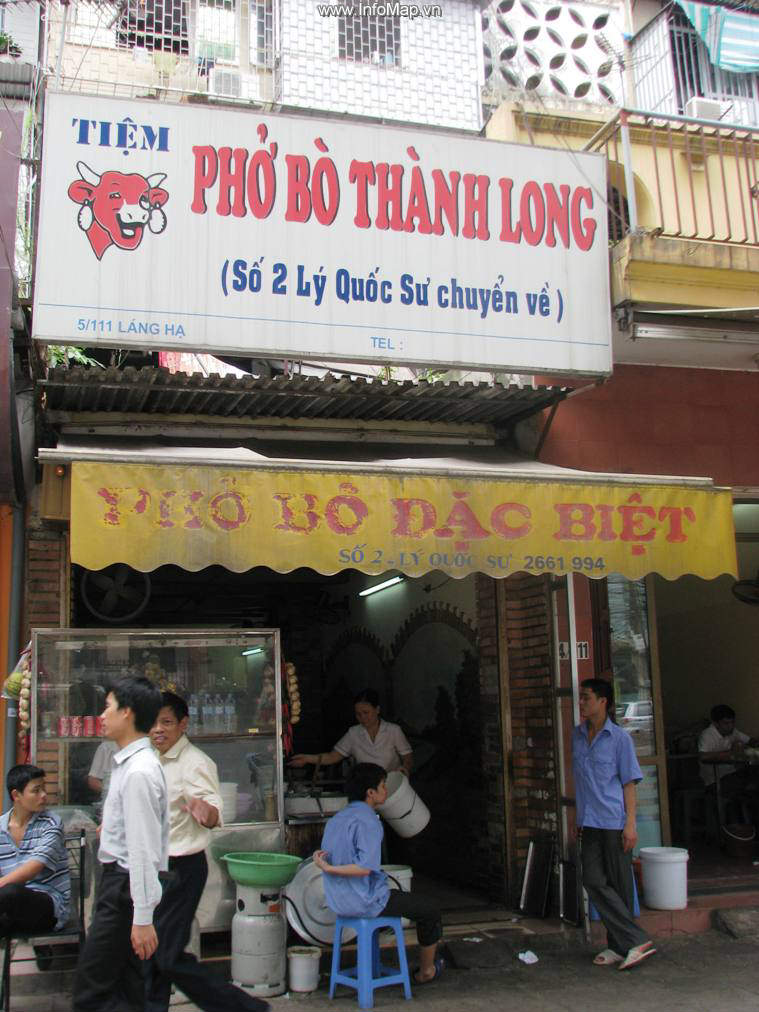 www.InfoMap.vn
TIỆM
PHỞ BÒ THÀNH LONG
(Số 2 Lý Quốc Sư chuyển về)
5/111 LÁNG HẠ
TEL :
PHỞ BÒ ĐẶC BIỆT
SỐ 2 - LÝ QUỐC SƯ 2661 994